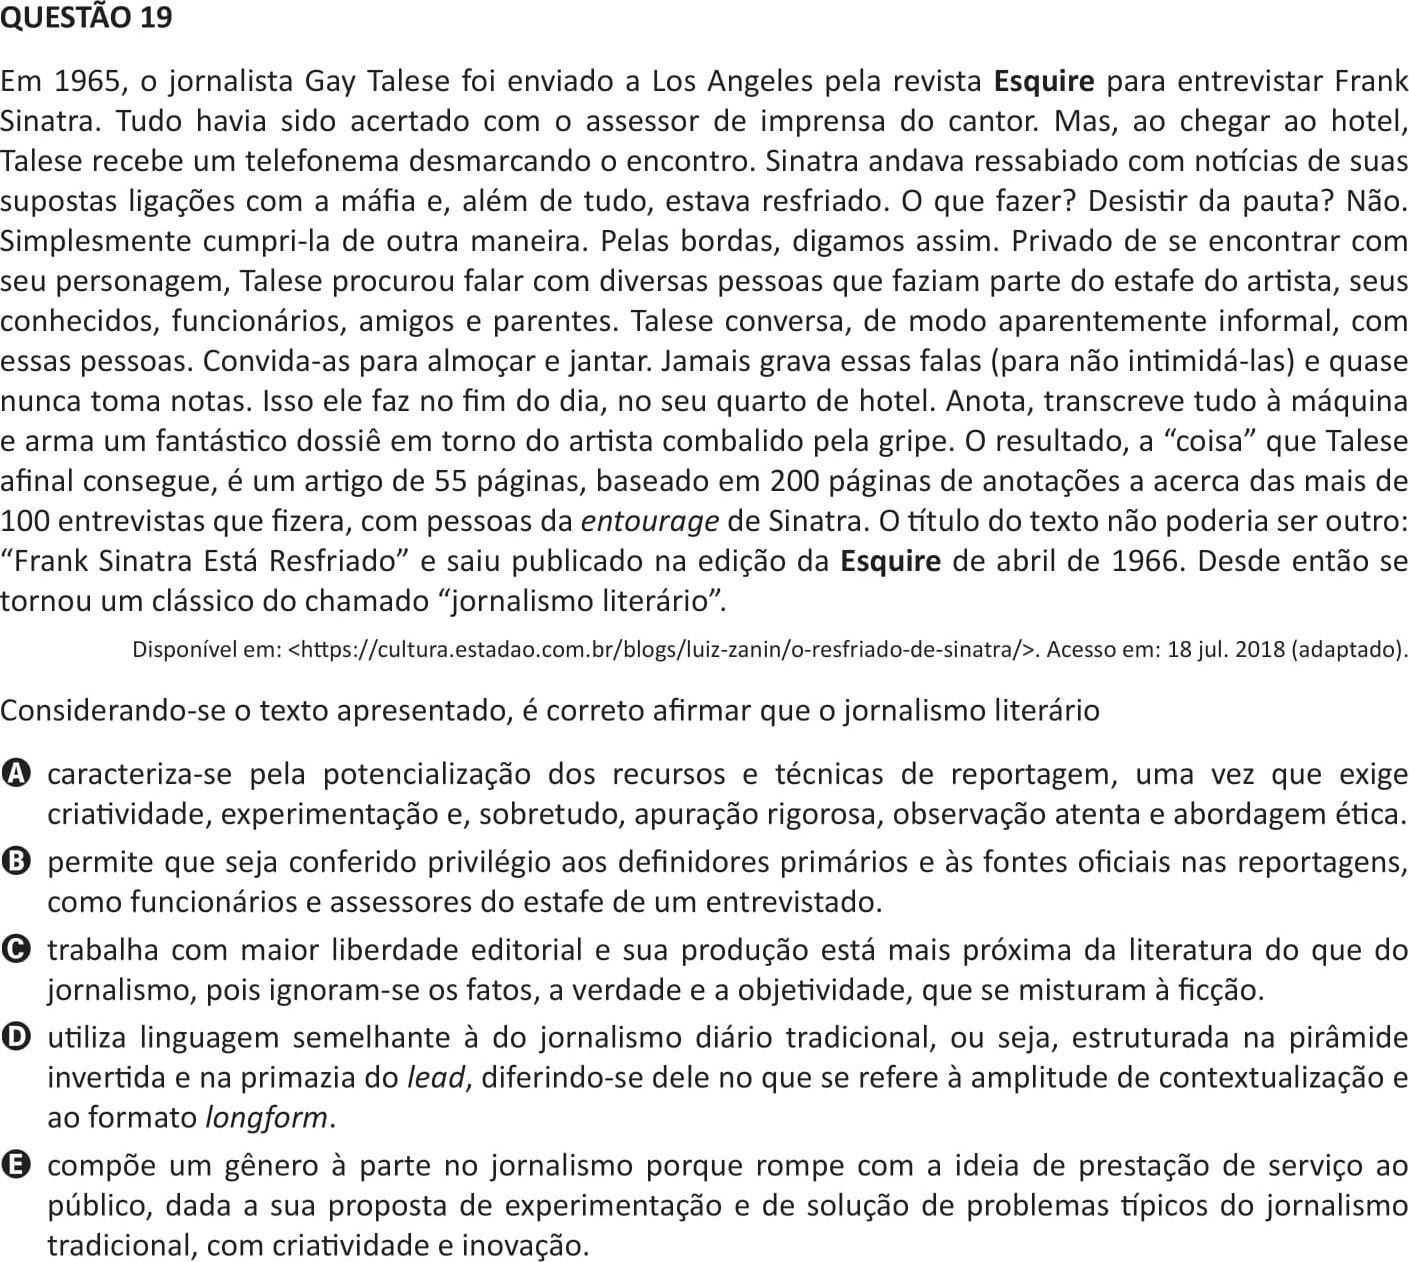 QUESTÃO 19
Em 1965, o jornalista Gay Talese foi enviado a Los Angeles pela revista Esquire para entrevistar Frank
Sinatra. Tudo havia sido acertado com o assessor de imprensa do cantor. Mas, ao chegar ao hotel,
Talese recebe um telefonema desmarcando o encontro. Sinatra andava ressabiado com notícias de suas
supostas ligações com a máfia e, além de tudo, estava resfriado. O que fazer? Desistir da pauta? Não.
Simplesmente cumpri-la de outra maneira. Pelas bordas, digamos assim. Privado de se encontrar com
seu personagem, Talese procurou falar com diversas pessoas que faziam parte do estafe do artista, seus
conhecidos, funcionários, amigos e parentes. Talese conversa, de modo aparentemente informal, com
essas pessoas. Convida-as para almoçar e jantar. Jamais grava essas falas (para não intimidá-las) e quase
nunca toma notas. Isso ele faz no fim do dia, no seu quarto de hotel. Anota, transcreve tudo à máquina
e arma um fantástico dossiê em torno do artista combalido pela gripe. O resultado, a “coisa” que Talese
afinal consegue, é um artigo de 55 páginas, baseado em 200 páginas de anotações a acerca das mais de
100 entrevistas que fizera, com pessoas da entourage de Sinatra. O título do texto não poderia ser outro:
“Frank Sinatra Está Resfriado” e saiu publicado na edição da Esquire de abril de 1966. Desde então se
tornou um clássico do chamado “jornalismo literário”.
Disponível em: <https://cultura.estadao.com.br/blogs/luiz-zanin/o-resfriado-de-sinatra/>. Acesso em: 18 jul. 2018 (adaptado).
Considerando-se o texto apresentado, é correto afirmar que o jornalismo literário
A caracteriza-se pela potencialização dos recursos e técnicas de reportagem, uma vez que exige
criatividade, experimentação e, sobretudo, apuração rigorosa, observação atenta e abordagem ética.
B permite que seja conferido privilégio aos definidores primários e às fontes oficiais nas reportagens,
como funcionários e assessores do estafe de um entrevistado.
C trabalha com maior liberdade editorial e sua produção está mais próxima da literatura do que do
jornalismo, pois ignoram-se os fatos, a verdade e a objetividade, que se misturam à ficção.
D utiliza linguagem semelhante à do jornalismo diário tradicional, ou seja, estruturada na pirâmide
invertida e na primazia do lead, diferindo-se dele no que se refere à amplitude de contextualização e
ao formato longform.
E compõe um gênero à parte no jornalismo porque rompe com a ideia de prestação de serviço ao
público, dada a sua proposta de experimentação e de solução de problemas típicos do jornalismo
tradicional, com criatividade e inovação.